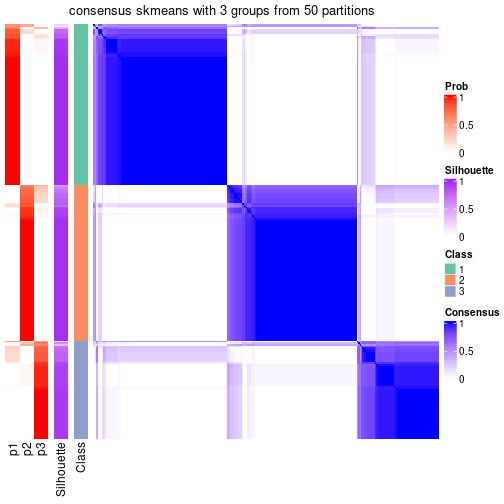 consensus skmeans with 3 groups from 50 partitions
Prob
1
0.5
0
Silhouette
1
0.5
0
Class
1
2
3
Consensus
1
0.5
0
p1
p2
p3
Silhouette
Class